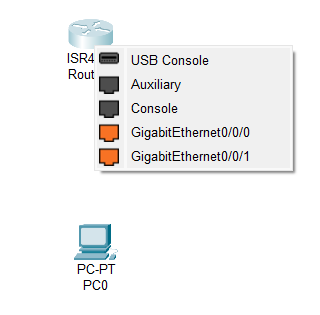 ISR4
Rout
USB Console
Auxiliary
Console
GigabitEthernet0/0/0
GigabitEthernet0/0/1
PC-PT
PC0